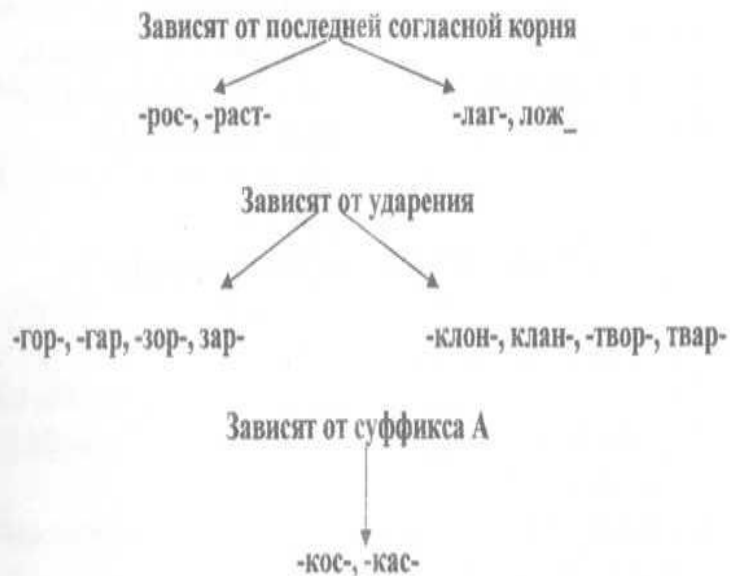 Зависят от последней согласной корня
-рос-, -раст- -лаг-, лож_
Зависят от ударения
-гор-, -гар, -зор-, зар- -клон-, клан-, -твор-, твар-
Зависят от суффикса А
-кос-, -кас-